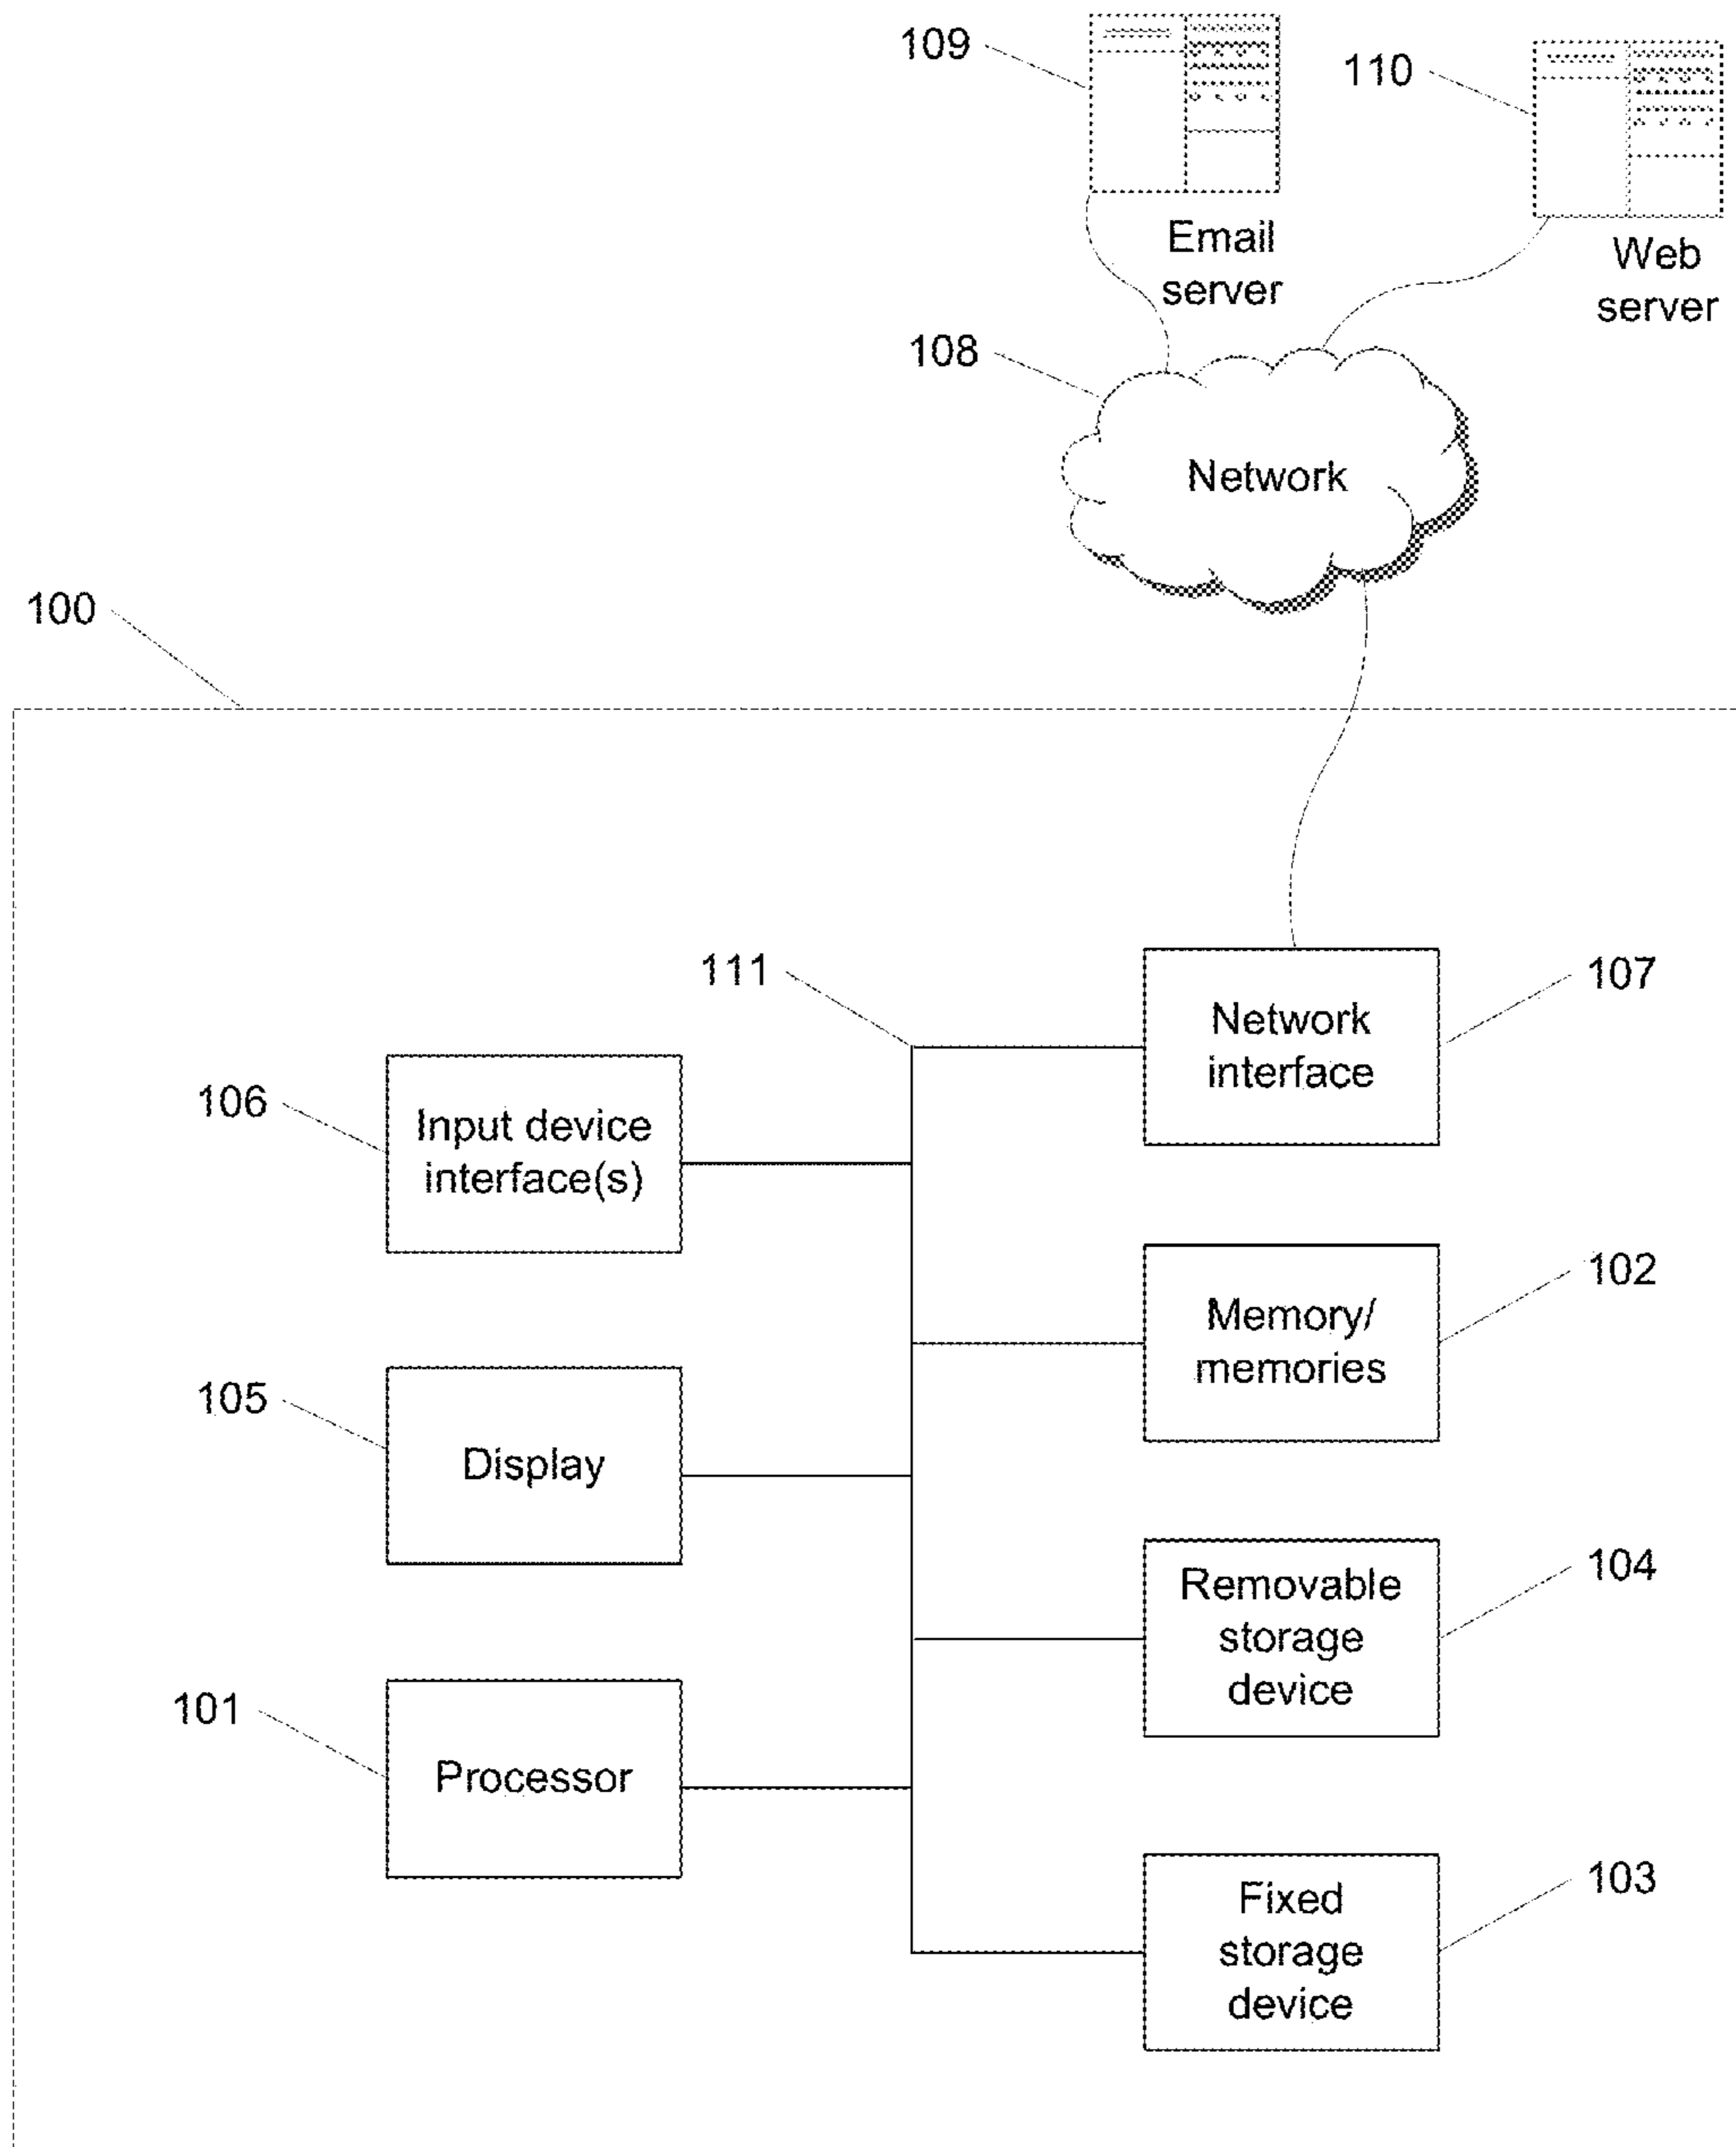 109
110
Email
server
Web
server
108
Network
100
111
107
Network
interface
106
Input device
interface(s)
102
Memory/
memories
105
Display
104
Removable
storage
device
101
Processor
103
Fixed
storage
device